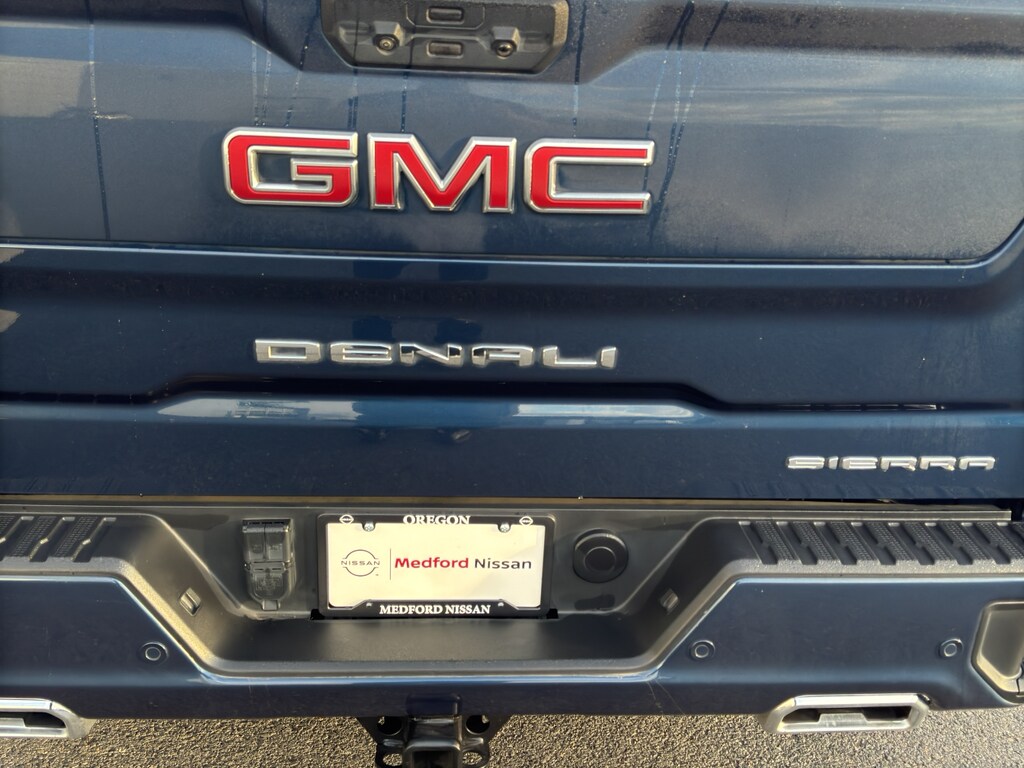 GMC
DENALI
SIERRA
OREGON
NISSAN
Medford Nissan
MEDFORD NISSAN